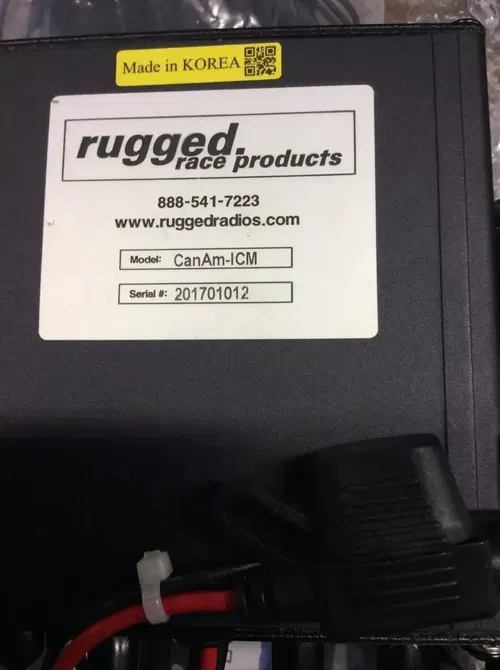 Made in KOREA
rugged.
race products
888-541-7223
www.ruggedradios.com
Model: CanAm-ICM
Serial #: 201701012